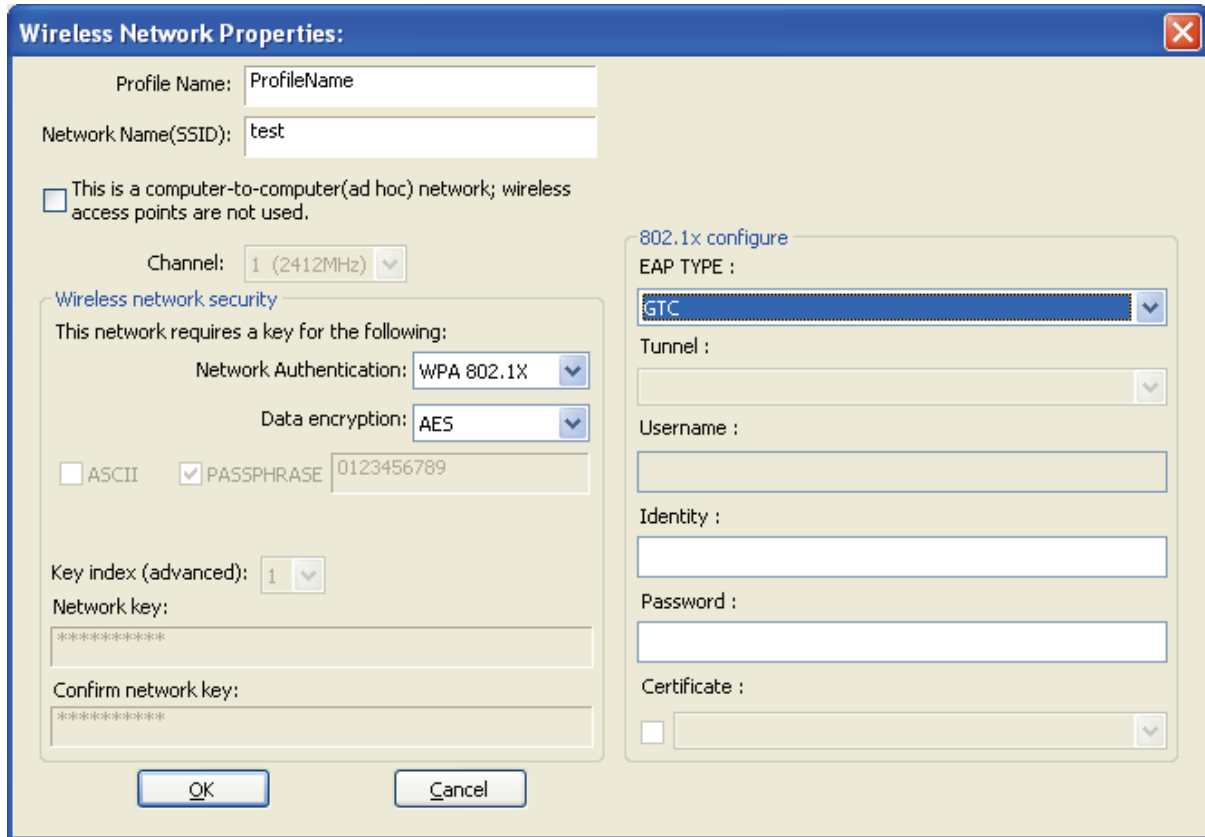 Wireless Network Properties:
Profile Name: ProfileName
Network Name(SSID): test
This is a computer-to-computer(ad hoc) network; wireless
access points are not used.
Channel: 1 (2412MHz)
Wireless network security
This network requires a key for the following:
Network Authentication: WPA 802.1X
Data encryption: AES
ASCII PASSPHRASE 0123456789
Key index (advanced): 1
Network key:
**********
Confirm network key:
**********
OK Cancel
802.1x configure
EAP TYPE :
GTC
Tunnel :
Username :
Identity :
Password :
Certificate :